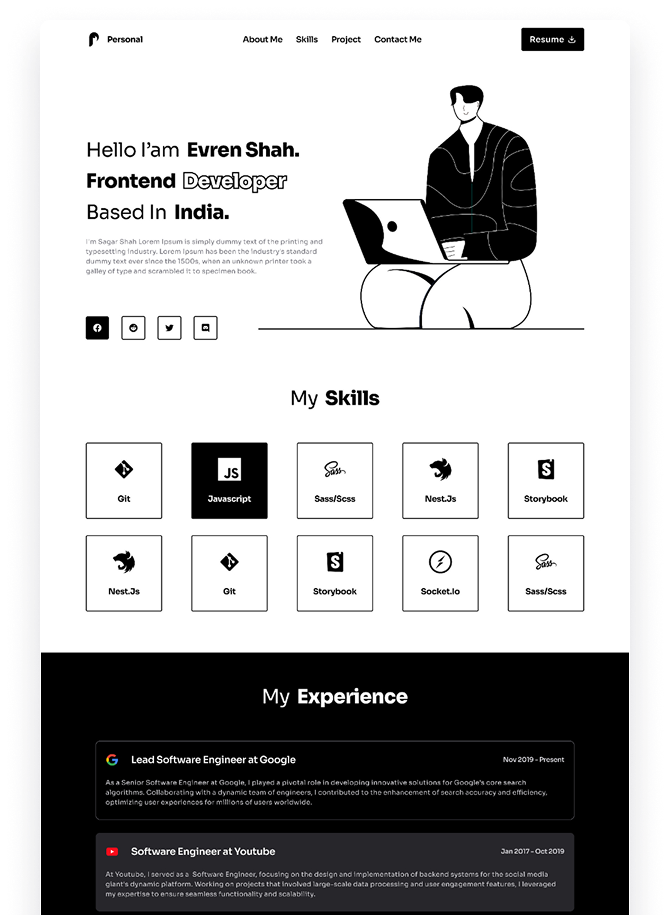 Personal
About Me Skills Project Contact Me
Resume
Hello I'am Evren Shah.
Frontend Developer
Based In India.
I'm Sagar Shah Lorem Ipsum is simply dummy text of the printing and
typesetting industry. Lorem Ipsum has been the industry's standard
dummy text ever since the 1500s, when an unknown printer took a
galley of type and scrambled it to specimen book.
My Skills
Git
JS
Javascript
Sass
Sass/Scss
Nest.Js
S
Storybook
Nest.Js
Git
S
Storybook
Socket.Io
Sass
Sass/Scss
My Experience
G
Lead Software Engineer at Google
Nov 2019 - Present
As a Senior Software Engineer at Google, I played a pivotal role in developing innovative solutions for Google's core search
algorithms. Collaborating with a dynamic team of engineers, I contributed to the enhancement of search accuracy and efficiency,
optimizing user experiences for millions of users worldwide.
Software Engineer at Youtube
Jan 2017 - Oct 2019
At Youtube, I served as a Software Engineer, focusing on the design and implementation of backend systems for the social media
giant's dynamic platform. Working on projects that involved large-scale data processing and user engagement features, I leveraged
my expertise to ensure seamless functionality and scalability.